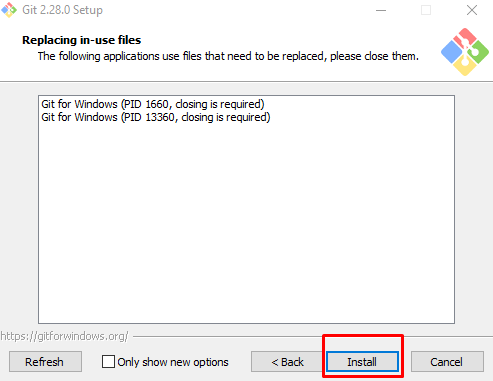 Git 2.28.0 Setup
Replacing in-use files
The following applications use files that need to be replaced, please close them.
Git for Windows (PID 1660, closing is required)
Git for Windows (PID 13360, closing is required)
https://gitforwindows.org/
Refresh
Only show new options
< Back
Install
Cancel